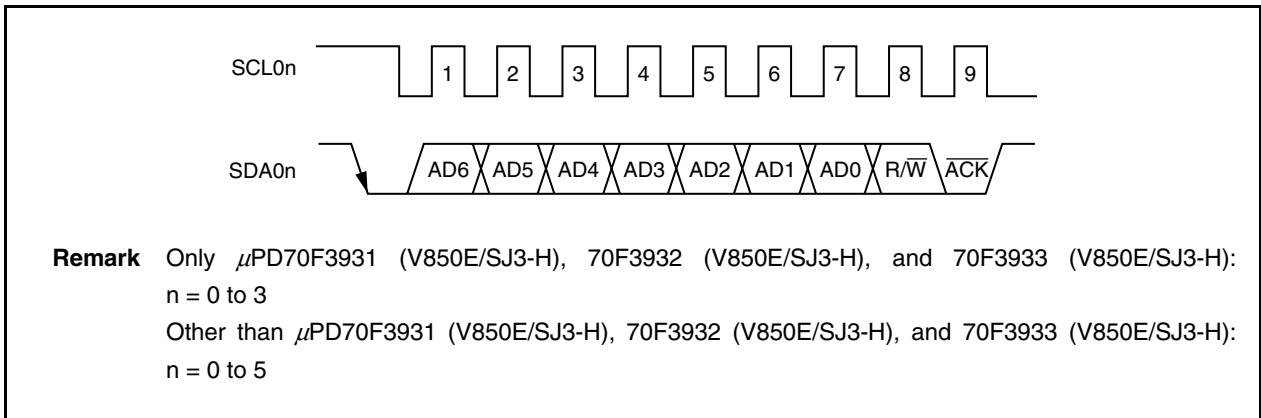 SCL0n 1 2 3 4 5 6 7 8 9
SDA0n AD6 AD5 AD4 AD3 AD2 AD1 AD0 R/W̅ A̅C̅K̅
Remark Only μPD70F3931 (V850E/SJ3-H), 70F3932 (V850E/SJ3-H), and 70F3933 (V850E/SJ3-H):
n = 0 to 3
Other than μPD70F3931 (V850E/SJ3-H), 70F3932 (V850E/SJ3-H), and 70F3933 (V850E/SJ3-H):
n = 0 to 5